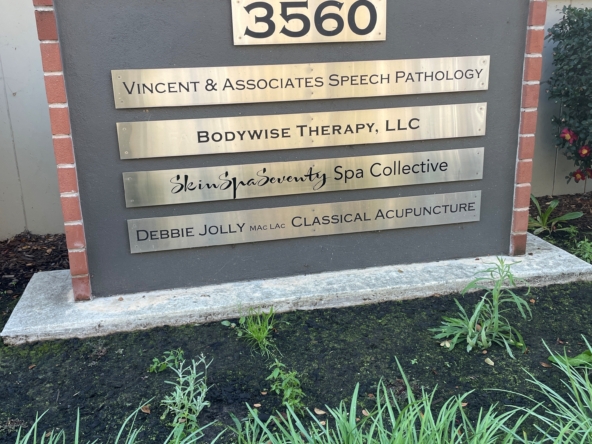 3560
VINCENT & ASSOCIATES SPEECH PATHOLOGY
BODYWISE THERAPY, LLC
SkinSpaSeventy Spa Collective
DEBBIE JOLLY MAC LAC CLASSICAL ACUPUNCTURE